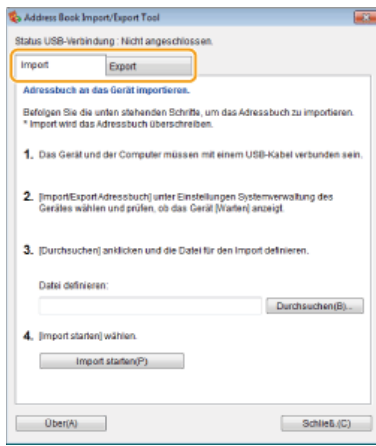 Address Book Import/Export Tool
Status USB-Verbindung : Nicht angeschlossen.
Import Export
Adressbuch an das Gerät importieren.
Befolgen Sie die unten stehenden Schritte, um das Adressbuch zu importieren.
* Import wird das Adressbuch überschreiben.
1. Das Gerät und der Computer müssen mit einem USB-Kabel verbunden sein.
2. [Import/Export Adressbuch] unter Einstellungen Systemverwaltung des
Gerätes wählen und prüfen, ob das Gerät [Warten] anzeigt.
3. [Durchsuchen] anklicken und die Datei für den Import definieren.
Datei definieren:
Durchsuchen(B)...
4. [Import starten] wählen.
Import starten(P)
Über(A) Schließ.(C)